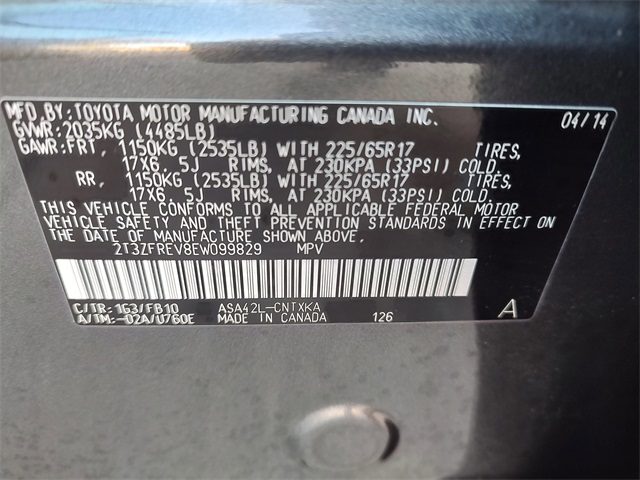 MFD.BY:TOYOTA MOTOR MANUFACTURING CANADA INC. 04/14
GVWR:2035KG (4485LB)
GAWR:FRT, 1150KG (2535LB) WITH 225/65R17 TIRES,
17X6.5J RIMS, AT 230KPA (33PSI) COLD.
RR, 1150KG (2535LB) WITH 225/65R17 TIRES,
17X6.5J RIMS, AT 230KPA (33PSI) COLD.
THIS VEHICLE CONFORMS TO ALL APPLICABLE FEDERAL MOTOR
VEHICLE SAFETY AND THEFT PREVENTION STANDARDS IN EFFECT ON
THE DATE OF MANUFACTURE SHOWN ABOVE.
2T3ZFREV8EW099829 MPV
C/TR:1G3/FB10 ASA42L-CNTXKA
A/TM:-02A/U760E MADE IN CANADA 126 A